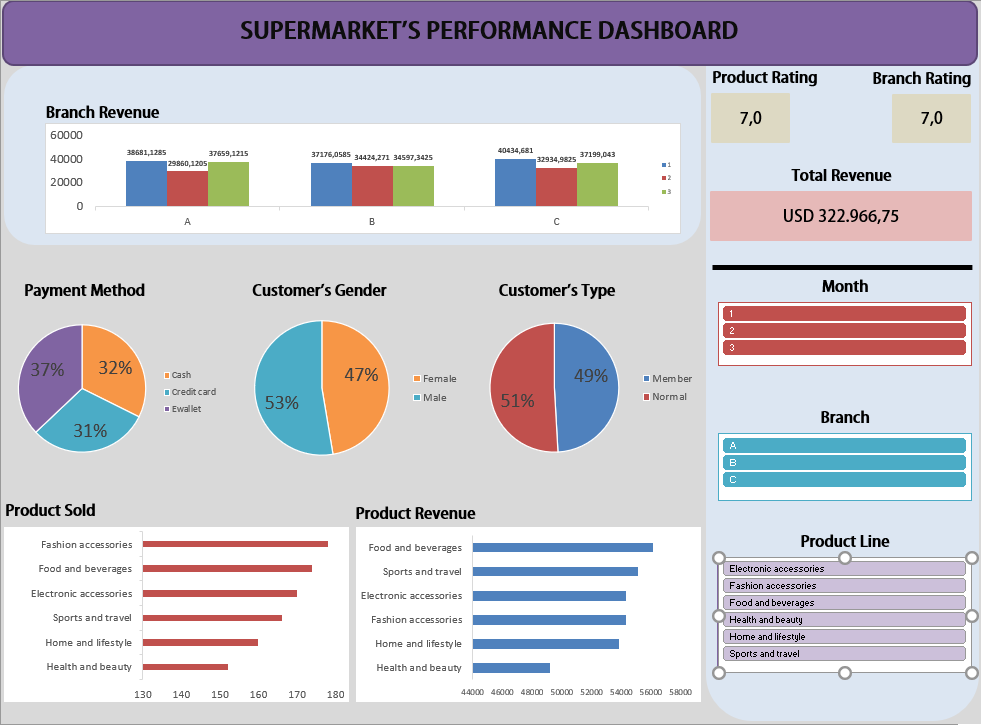 SUPERMARKET'S PERFORMANCE DASHBOARD
Branch Revenue
60000
40000
20000
0
38681,1285
29860,1205
37659,1215
37176,0585
34424,271
34597,3425
40434,681
32934,9825
37199,043
A
B
C
1
2
3
Product Rating
7,0
Branch Rating
7,0
Total Revenue
USD 322.966,75
Month
1
2
3
Branch
A
B
C
Product Line
Electronic accessories
Fashion accessories
Food and beverages
Health and beauty
Home and lifestyle
Sports and travel
Payment Method
37%
32%
31%
Cash
Credit card
Ewallet
Customer's Gender
47%
53%
Female
Male
Customer's Type
49%
51%
Member
Normal
Product Sold
Fashion accessories
Food and beverages
Electronic accessories
Sports and travel
Home and lifestyle
Health and beauty
130 140 150 160 170 180
Product Revenue
Food and beverages
Sports and travel
Electronic accessories
Fashion accessories
Home and lifestyle
Health and beauty
44000 46000 48000 50000 52000 54000 56000 58000